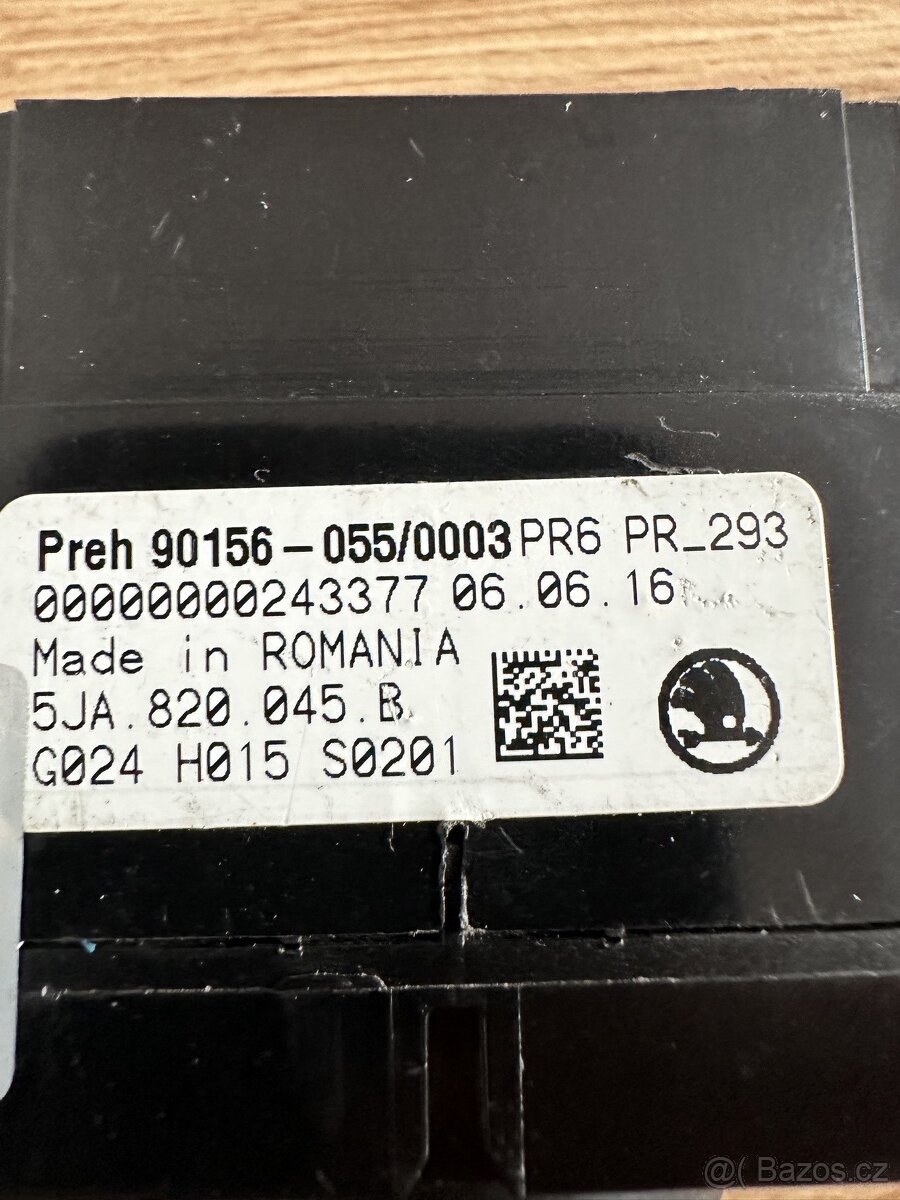 Preh 90156-055/0003 PR6 PR_293
00000000243377 06.06.16
Made in ROMANIA
5JA.820.045.B
G024 H015 S0201
@( Bazos.cz